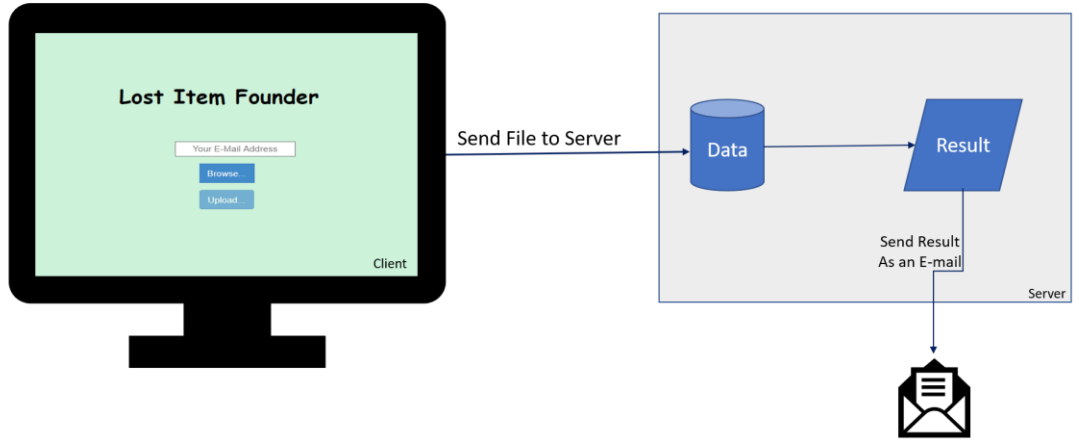 Lost Item Founder
Your E-Mail Address
Browse...
Upload...
Client
Send File to Server
Data
Result
Send Result
As an E-mail
Server